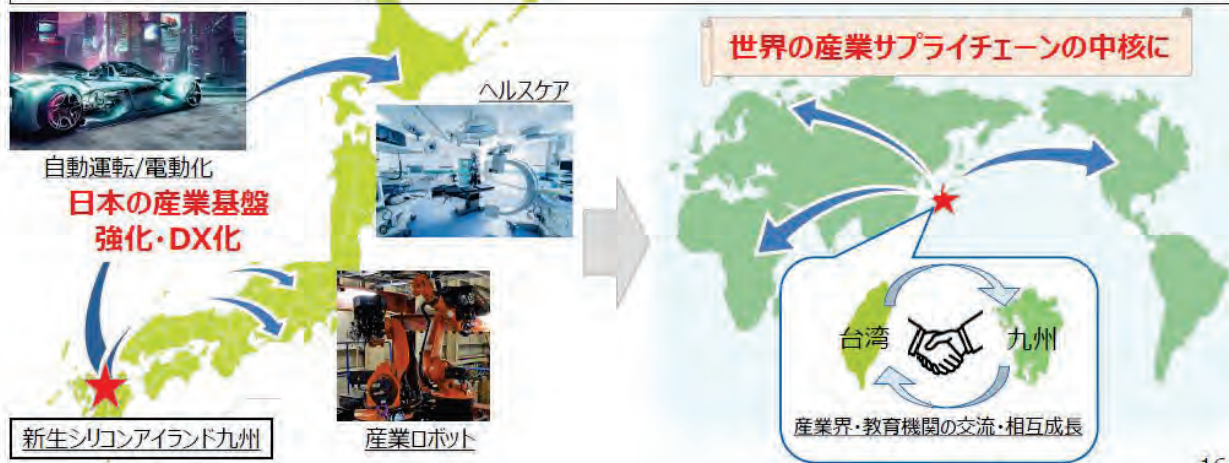 世界の産業サプライチェーンの中核に
ヘルスケア
自動運転/電動化
日本の産業基盤
強化・DX化
台湾
九州
新生シリコンアイランド九州
産業ロボット
産業界・教育機関の交流・相互成長